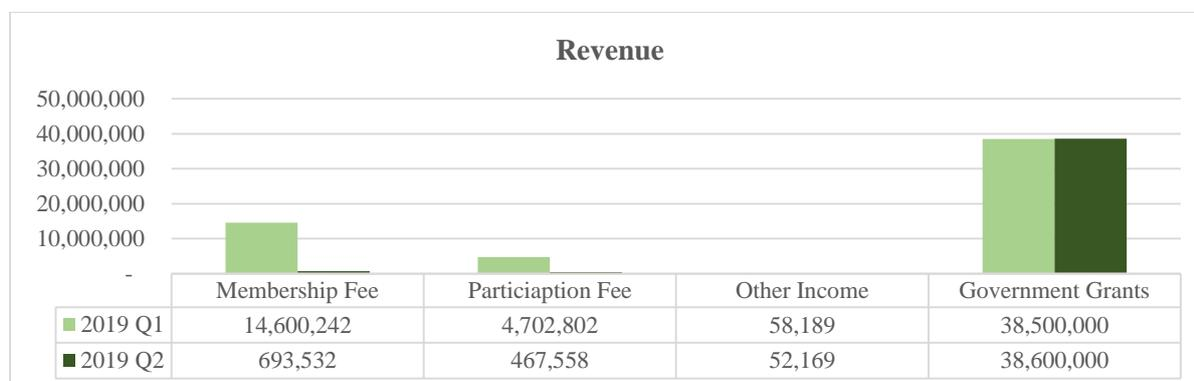 Revenue
50,000,000
40,000,000
30,000,000
20,000,000
10,000,000
-
Membership Fee Particiaption Fee Other Income Government Grants
2019 Q1 14,600,242 4,702,802 58,189 38,500,000
2019 Q2 693,532 467,558 52,169 38,600,000